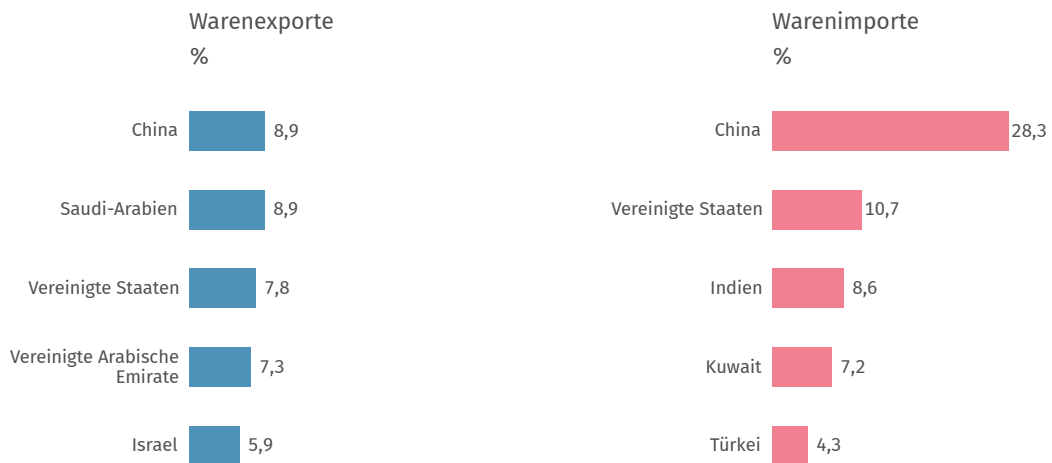 Warenexporte
%
China 8,9
Saudi-Arabien 8,9
Vereinigte Staaten 7,8
Vereinigte Arabische
Emirate 7,3
Israel 5,9
Warenimporte
%
China 28,3
Vereinigte Staaten 10,7
Indien 8,6
Kuwait 7,2
Türkei 4,3